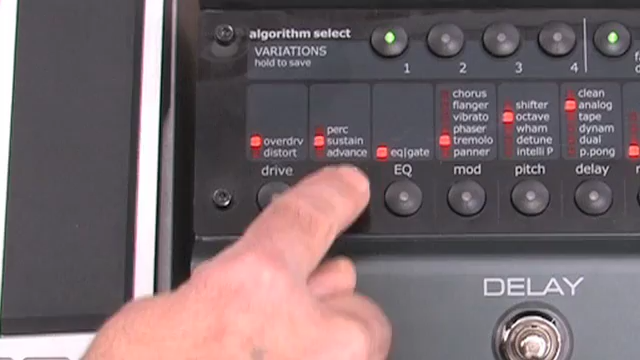 algorithm select
VARIATIONS
hold to save
1 2 3 4
overdrv
distort
drive
perc
sustain
advance
eq|gate
EQ
chorus
flanger
vibrato
phaser
tremolo
panner
mod
shifter
octave
wham
detune
intelli P
pitch
clean
analog
tape
dynam
dual
p.pong
delay
DELAY